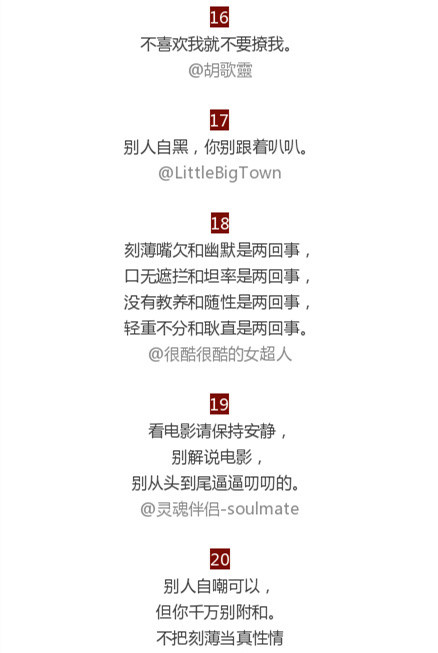 16
不喜欢我就不要撩我。
@胡歌靈
17
别人自黑，你别跟着叭叭。
@LittleBigTown
18
刻薄嘴欠和幽默是两回事，
口无遮拦和坦率是两回事，
没有教养和随性是两回事，
轻重不分和耿直是两回事。
@很酷很酷的女超人
19
看电影请保持安静，
别解说电影，
别从头到尾逼逼叨叨的。
@灵魂伴侣-soulmate
20
别人自嘲可以，
但你千万别附和。
不把刻薄当真性情